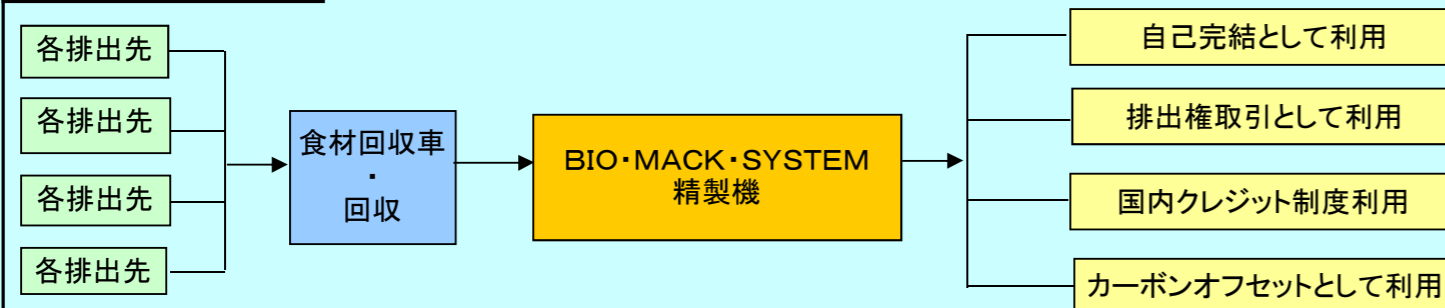 各排出先
各排出先
各排出先
各排出先
食材回収車
・
回収
BIO・MACK・SYSTEM
精製機
自己完結として利用
排出権取引として利用
国内クレジット制度利用
カーボンオフセットとして利用